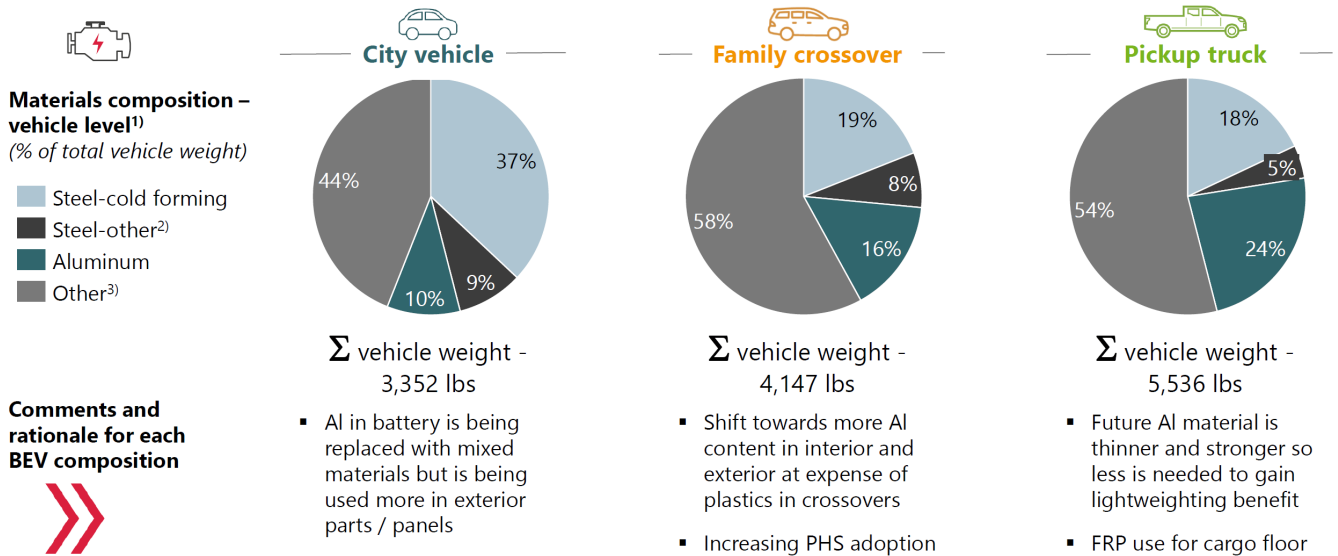 City vehicle
Family crossover
Pickup truck
Materials composition –
vehicle level1)
(% of total vehicle weight)
Steel-cold forming
Steel-other2)
Aluminum
Other3)
37%
9%
10%
44%
19%
8%
16%
58%
18%
5%
24%
54%
Σ vehicle weight -
3,352 lbs
Σ vehicle weight -
4,147 lbs
Σ vehicle weight -
5,536 lbs
Comments and
rationale for each
BEV composition
▪ Al in battery is being
replaced with mixed
materials but is being
used more in exterior
parts / panels
▪ Shift towards more Al
content in interior and
exterior at expense of
plastics in crossovers
▪ Increasing PHS adoption
▪ Future Al material is
thinner and stronger so
less is needed to gain
lightweighting benefit
▪ FRP use for cargo floor